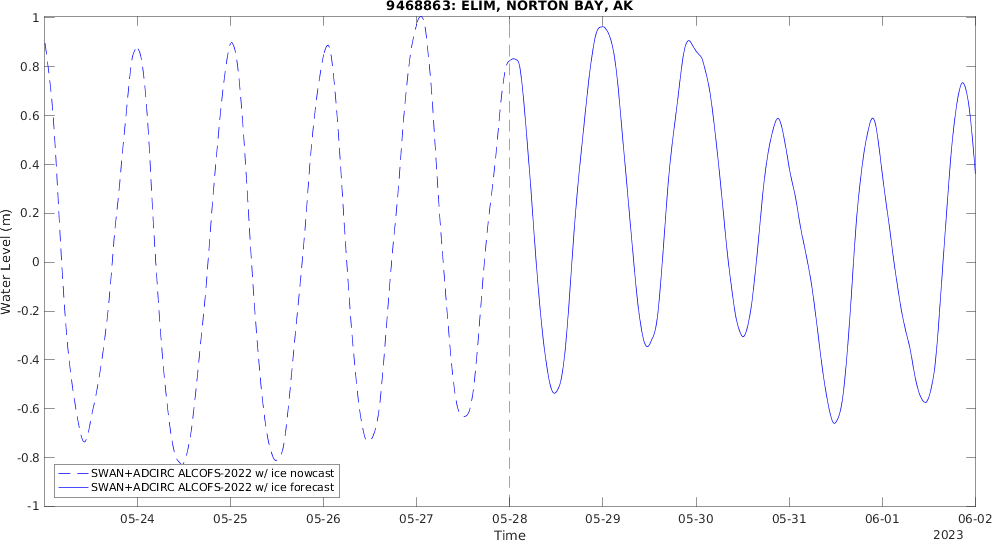 9468863: ELIM, NORTON BAY, AK
Water Level (m)
1
0.8
0.6
0.4
0.2
0
-0.2
-0.4
-0.6
-0.8
-1
SWAN+ADCIRC ALCOFS-2022 w/ ice nowcast
SWAN+ADCIRC ALCOFS-2022 w/ ice forecast
05-24 05-25 05-26 05-27 05-28 05-29 05-30 05-31 06-01 06-02
Time
2023